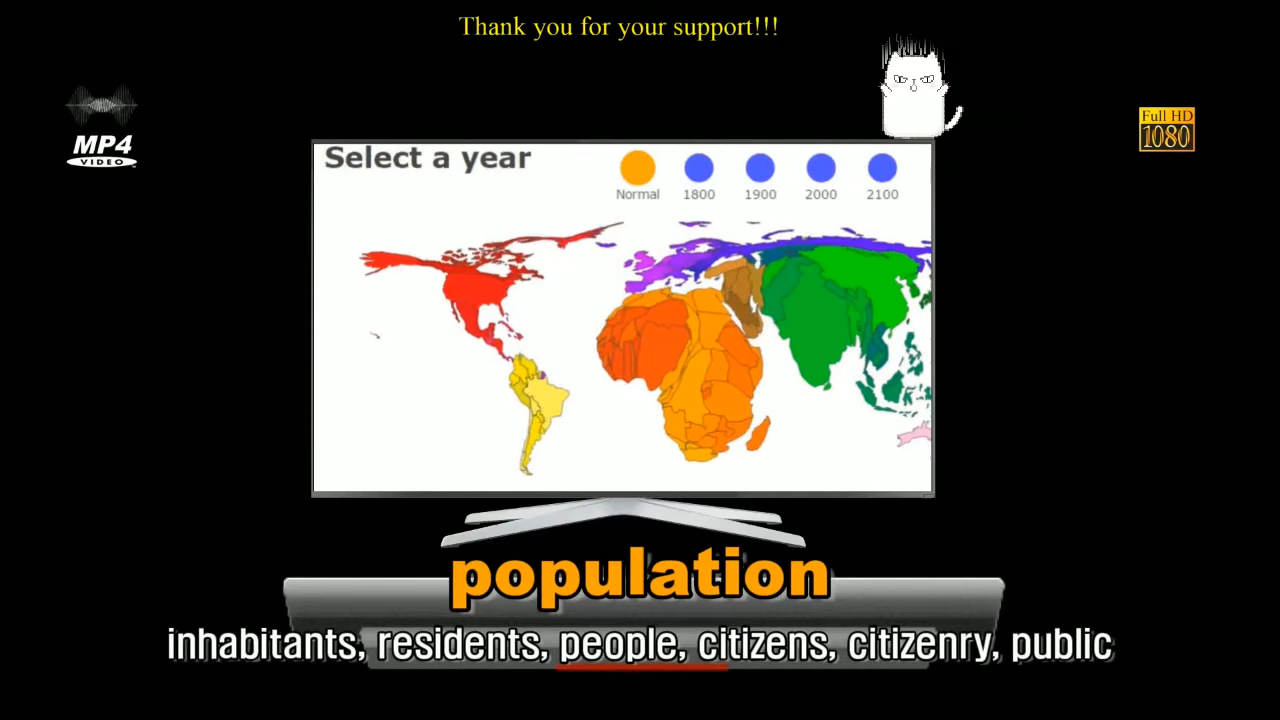 Thank you for your support!!!
MP4
VIDEO
Full HD
1080
Select a year
Normal 1800 1900 2000 2100
population
inhabitants, residents, people, citizens, citizenry, public